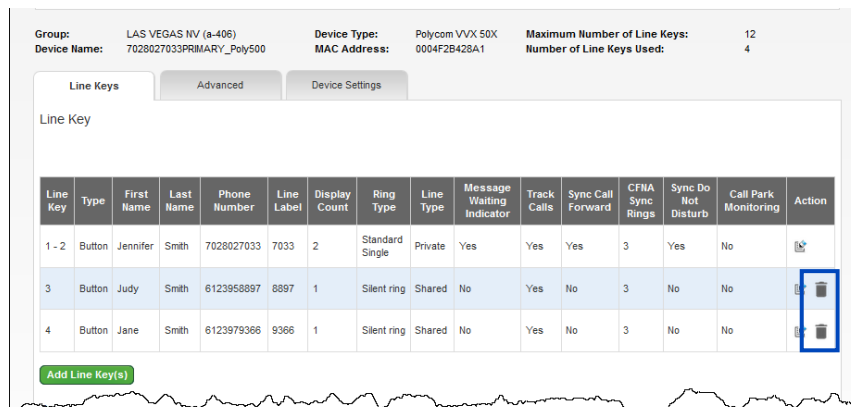 Group: LAS VEGAS NV (a-406) Device Type: Polycom VVX 50X Maximum Number of Line Keys: 12
Device Name: 7028027033PRIMARY_Poly500 MAC Address: 0004F2B428A1 Number of Line Keys Used: 4
Line Keys Advanced Device Settings
Line Key
Line Key Type First Name Last Name Phone Number Line Label Display Count Ring Type Line Type Message Waiting Indicator Track Calls Sync Call Forward CFNA Sync Rings Sync Do Not Disturb Call Park Monitoring Action
1 - 2 Button Jennifer Smith 7028027033 7033 2 Standard Single Private Yes Yes Yes 3 Yes No
3 Button Judy Smith 6123958897 8897 1 Silent ring Shared No Yes No 3 No No
4 Button Jane Smith 6123979366 9366 1 Silent ring Shared No Yes No 3 No No
Add Line Key(s)